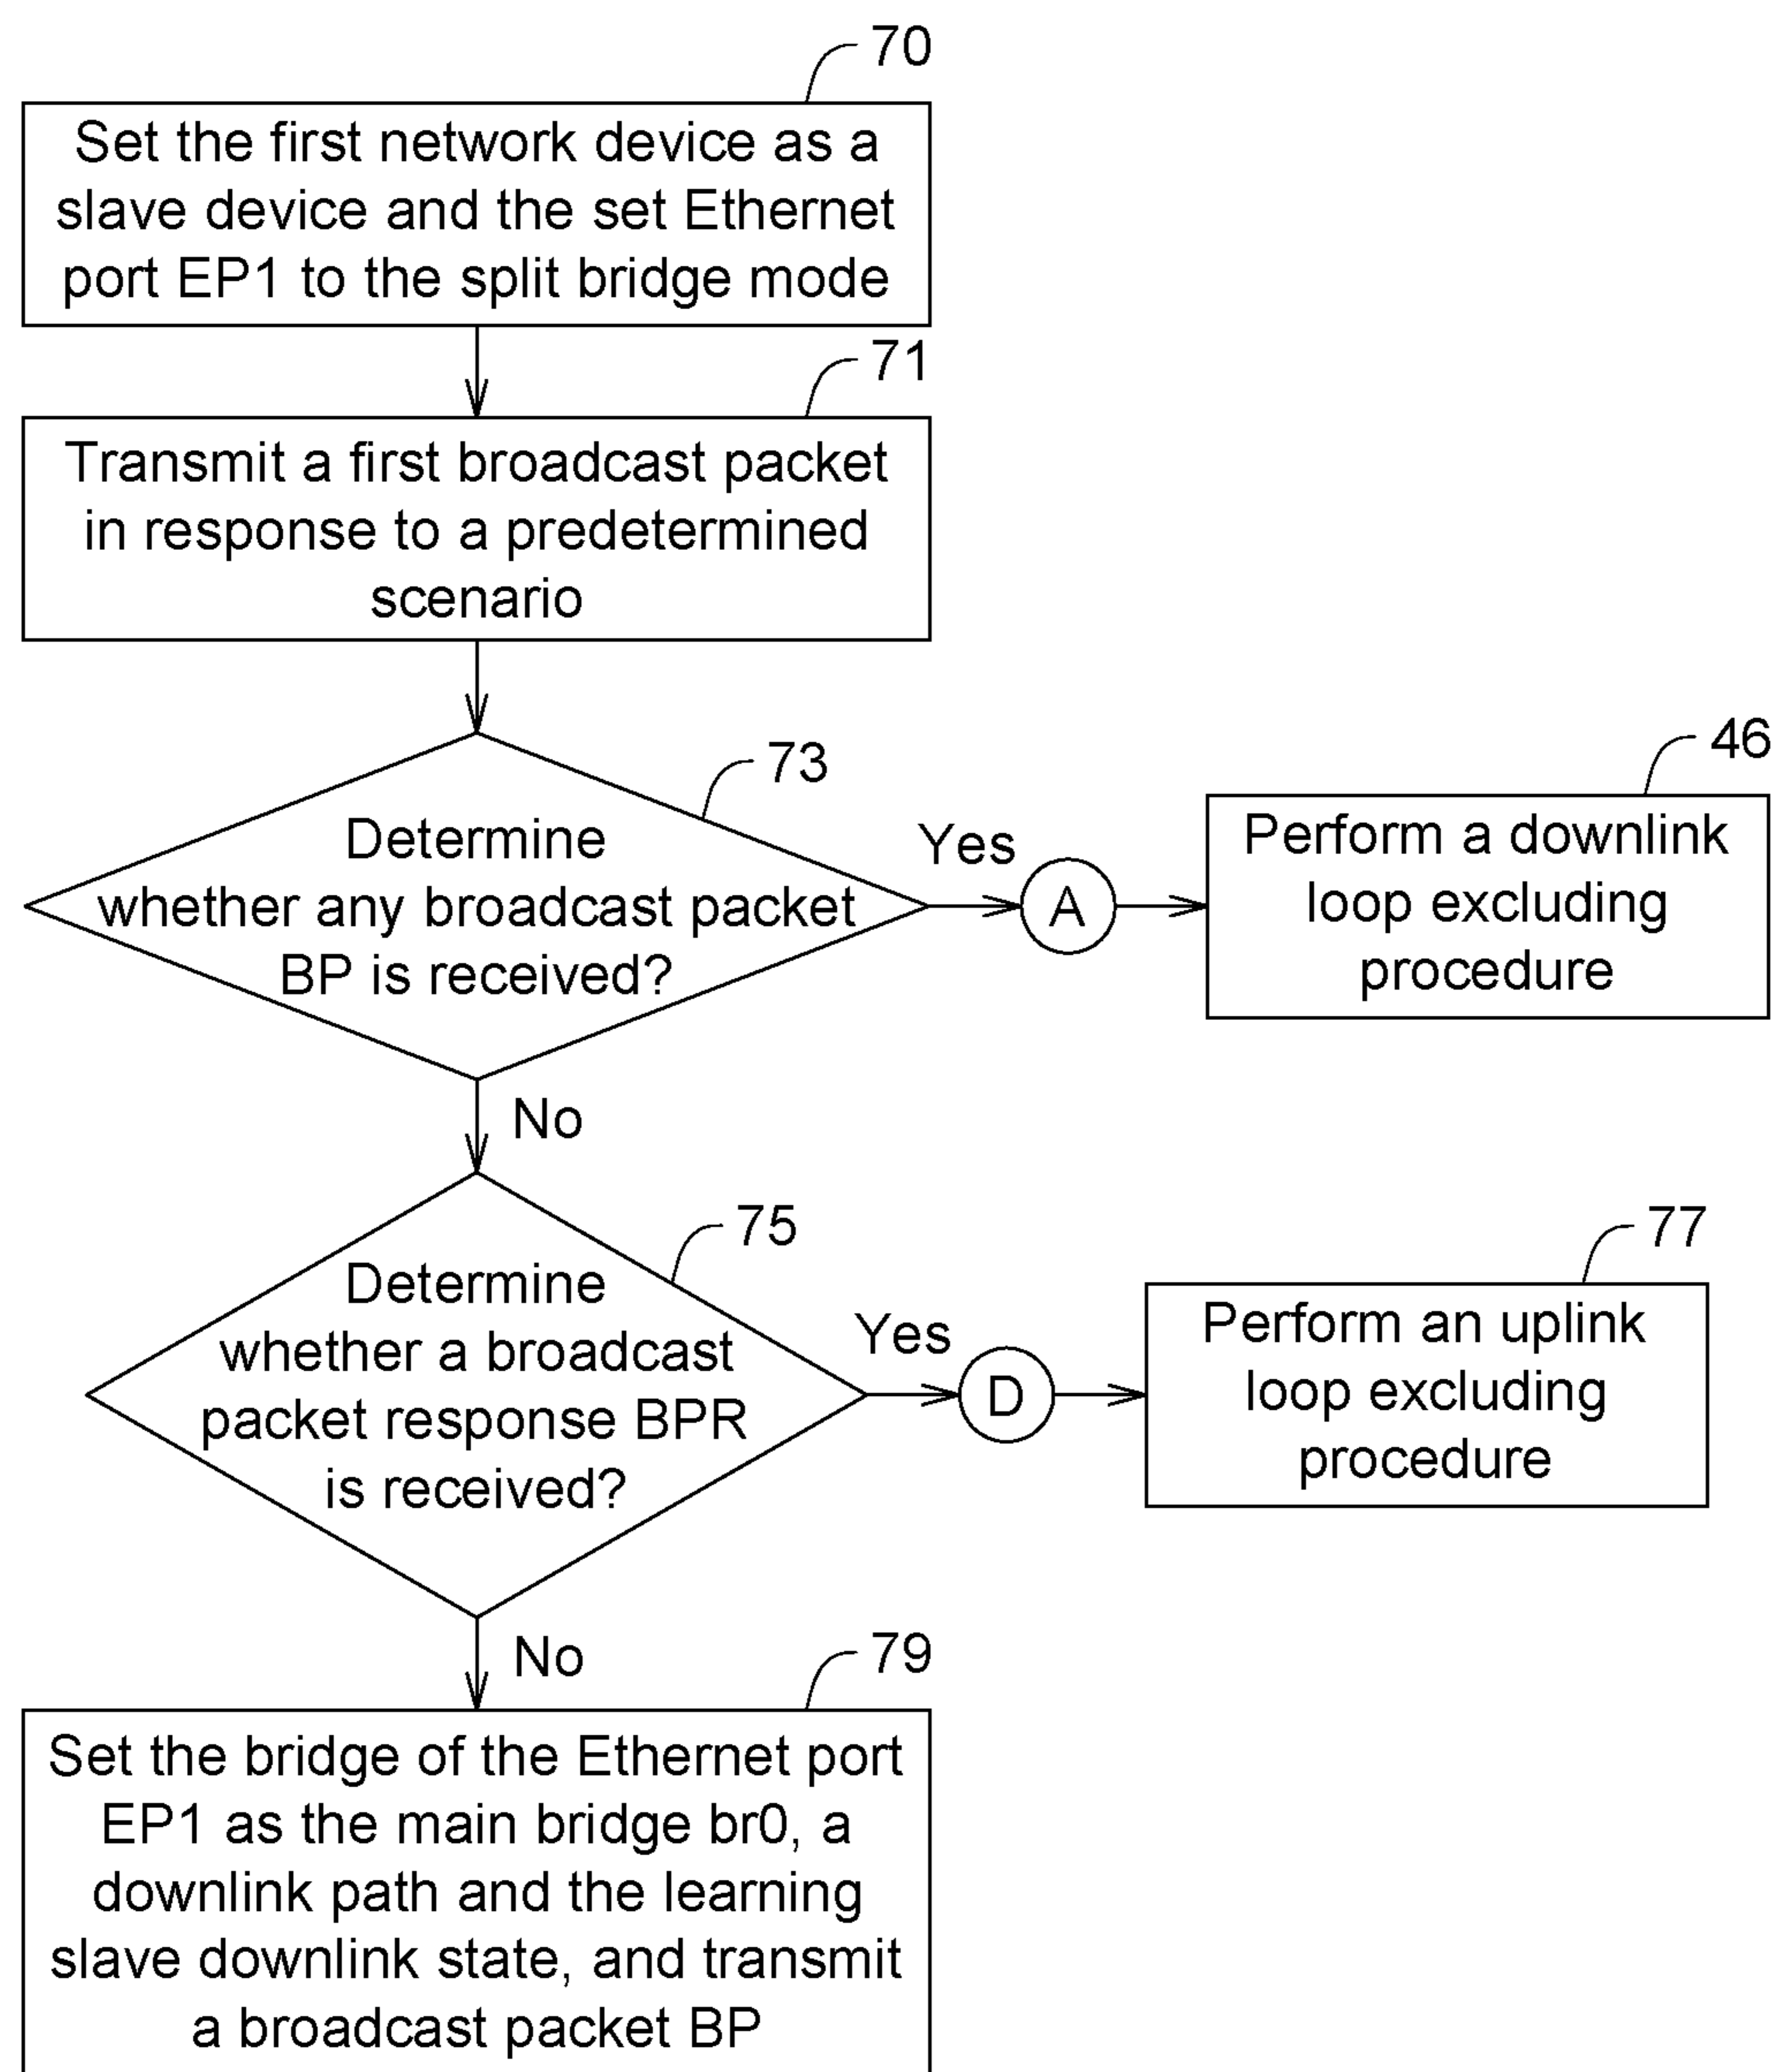 70
Set the first network device as a
slave device and the set Ethernet
port EP1 to the split bridge mode
71
Transmit a first broadcast packet
in response to a predetermined
scenario
73
Determine
whether any broadcast packet
BP is received?
Yes
A
46
Perform a downlink
loop excluding
procedure
No
75
Determine
whether a broadcast
packet response BPR
is received?
Yes
D
77
Perform an uplink
loop excluding
procedure
No
79
Set the bridge of the Ethernet port
EP1 as the main bridge br0, a
downlink path and the learning
slave downlink state, and transmit
a broadcast packet BP